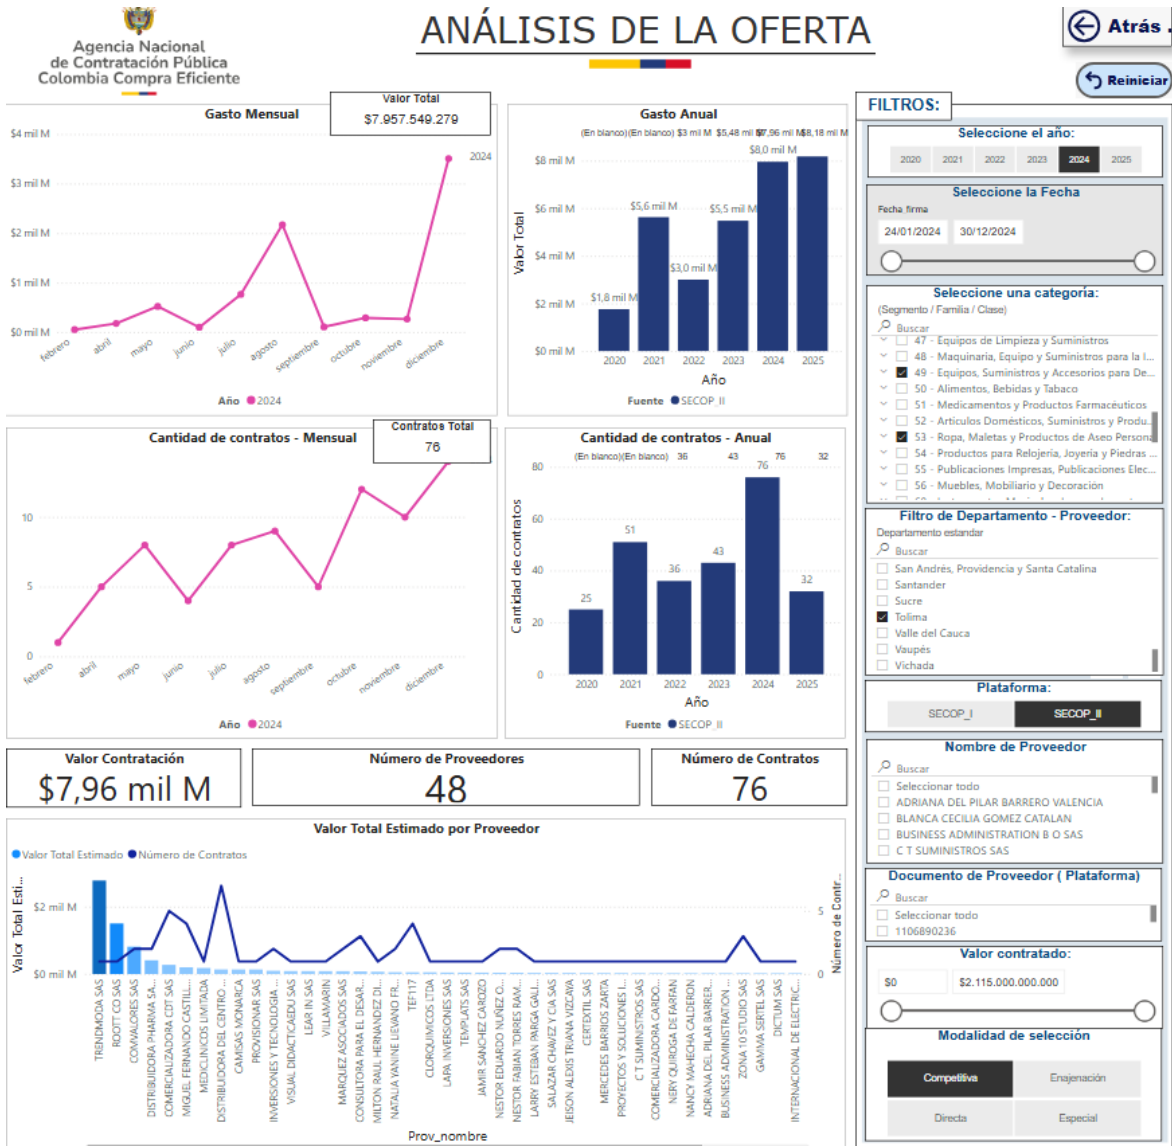 Agencia Nacional
de Contratación Pública
Colombia Compra Eficiente
ANÁLISIS DE LA OFERTA
Atrás .
Reiniciar
Gasto Mensual
Valor Total
$7.957.549.279
$4 mil M
$3 mil M
$2 mil M
$1 mil M
$0 mil M
2024
febrero
abril
mayo
junio
julio
agosto
septiembre
octubre
noviembre
diciembre
Año 2024
Gasto Anual
(En blanco)(En blanco) $3 mil M $5,48 mil M $7,96 mil M $8,18 mil M
Valor Total
$8 mil M
$6 mil M
$4 mil M
$2 mil M
$0 mil M
$1,8 mil M
$5,6 mil M
$3,0 mil M
$5,5 mil M
$8,0 mil M
2020 2021 2022 2023 2024 2025
Año
Fuente SECOP_II
Cantidad de contratos - Mensual
Contratos Total
76
10
5
0
febrero
abril
mayo
junio
julio
agosto
septiembre
octubre
noviembre
diciembre
Año 2024
Cantidad de contratos - Anual
(En blanco)(En blanco) 36 43 76 32
Cantidad de contratos
80
60
40
20
0
25
51
36
43
76
32
2020 2021 2022 2023 2024 2025
Año
Fuente SECOP_II
Valor Contratación
$7,96 mil M
Número de Proveedores
48
Número de Contratos
76
Valor Total Estimado por Proveedor
Valor Total Estimado Número de Contratos
Valor Total Esti...
$2 mil M
$0 mil M
Número de Contr...
5
0
TRENDMODA SAS
ROOTT CO SAS
COMVALORES SAS
DISTRIBUIDORA PHARMA SA...
COMERCIALIZADORA CDT SAS
MIGUEL FERNANDO CASTILL...
MEDICLINICOS LIMITADA
DISTRIBUIDORA DEL CENTRO ...
CAMISAS MONARCA
PROVISIONAR SAS
INVERSIONES Y TECNOLOGIA ...
VISUAL DIDACTICAEDU SAS
LEAR IN SAS
VILLAMARIN
MARQUEZ ASOCIADOS SAS
CONSULTORA PARA EL DESAR...
MILTON RAUL HERNANDEZ DI...
NATALIA YANINE LIEVANO FR...
TEF117
CLORQUIMICOS LTDA
LAPA INVERSIONES SAS
TEMPLATS SAS
JAMIR SANCHEZ CAROZO
NESTOR EDUARDO NUÑEZ O...
NESTOR FABIAN TORRES RAM...
LARRY ESTEBAN PARGA GALI...
SALAZAR CHAVEZ Y CIA SAS
JEISON ALEXIS TRIANA VIZCAYA
CERTEXTIL SAS
MERCEDES BARRIOS ZARTA
PROYECTOS Y SOLUCIONES I...
C T SUMINISTROS SAS
COMERCIALIZADORA CARDO...
NERY QUIROGA DE FARFAN
NANCY MAHECHA CALDERON
ADRIANA DEL PILAR BARRER...
BUSINESS ADMINISTRATION ...
ZONA 10 STUDIO SAS
GAMMA SERTEL SAS
DICTUM SAS
INTERNACIONAL DE ELECTRIC...
Prov_nombre
FILTROS:
Seleccione el año:
2020 2021 2022 2023 2024 2025
Seleccione la Fecha
Fecha firma
24/01/2024 30/12/2024
Seleccione una categoría:
(Segmento / Familia / Clase)
Buscar
47 - Equipos de Limpieza y Suministros
48 - Maquinaria, Equipo y Suministros para la I...
49 - Equipos, Suministros y Accesorios para De...
50 - Alimentos, Bebidas y Tabaco
51 - Medicamentos y Productos Farmacéuticos
52 - Artículos Domésticos, Suministros y Produ...
53 - Ropa, Maletas y Productos de Aseo Persona
54 - Productos para Relojería, Joyería y Piedras ...
55 - Publicaciones Impresas, Publicaciones Elec...
56 - Muebles, Mobiliario y Decoración
Filtro de Departamento - Proveedor:
Departamento estandar
Buscar
San Andrés, Providencia y Santa Catalina
Santander
Sucre
Tolima
Valle del Cauca
Vaupés
Vichada
Plataforma:
SECOP_I SECOP_II
Nombre de Proveedor
Buscar
Seleccionar todo
ADRIANA DEL PILAR BARRERO VALENCIA
BLANCA CECILIA GOMEZ CATALAN
BUSINESS ADMINISTRATION B O SAS
C T SUMINISTROS SAS
Documento de Proveedor ( Plataforma)
Buscar
Seleccionar todo
1106890236
Valor contratado:
$0 $2.115.000.000.000
Modalidad de selección
Competitiva Enajenación
Directa Especial